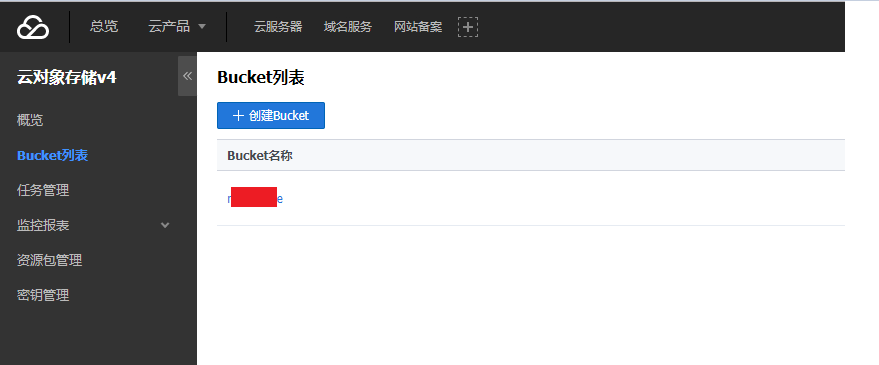 总览 云产品 云服务器 域名服务 网站备案
云对象存储v4
概览
Bucket列表
任务管理
监控报表
资源包管理
密钥管理
Bucket列表
创建Bucket
Bucket名称